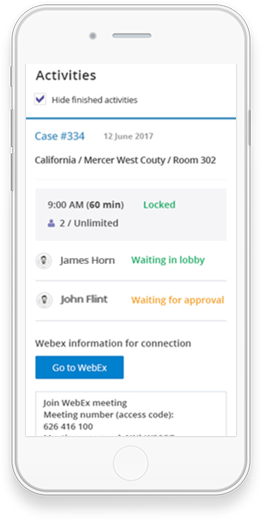 Activities
Hide finished activities
Case #334 12 June 2017
California / Mercer West Couty / Room 302
9:00 AM (60 min) Locked
2 / Unlimited
James Horn Waiting in lobby
John Flint Waiting for approval
Webex information for connection
Go to WebEx
Join WebEx meeting
Meeting number (access code):
626 416 100